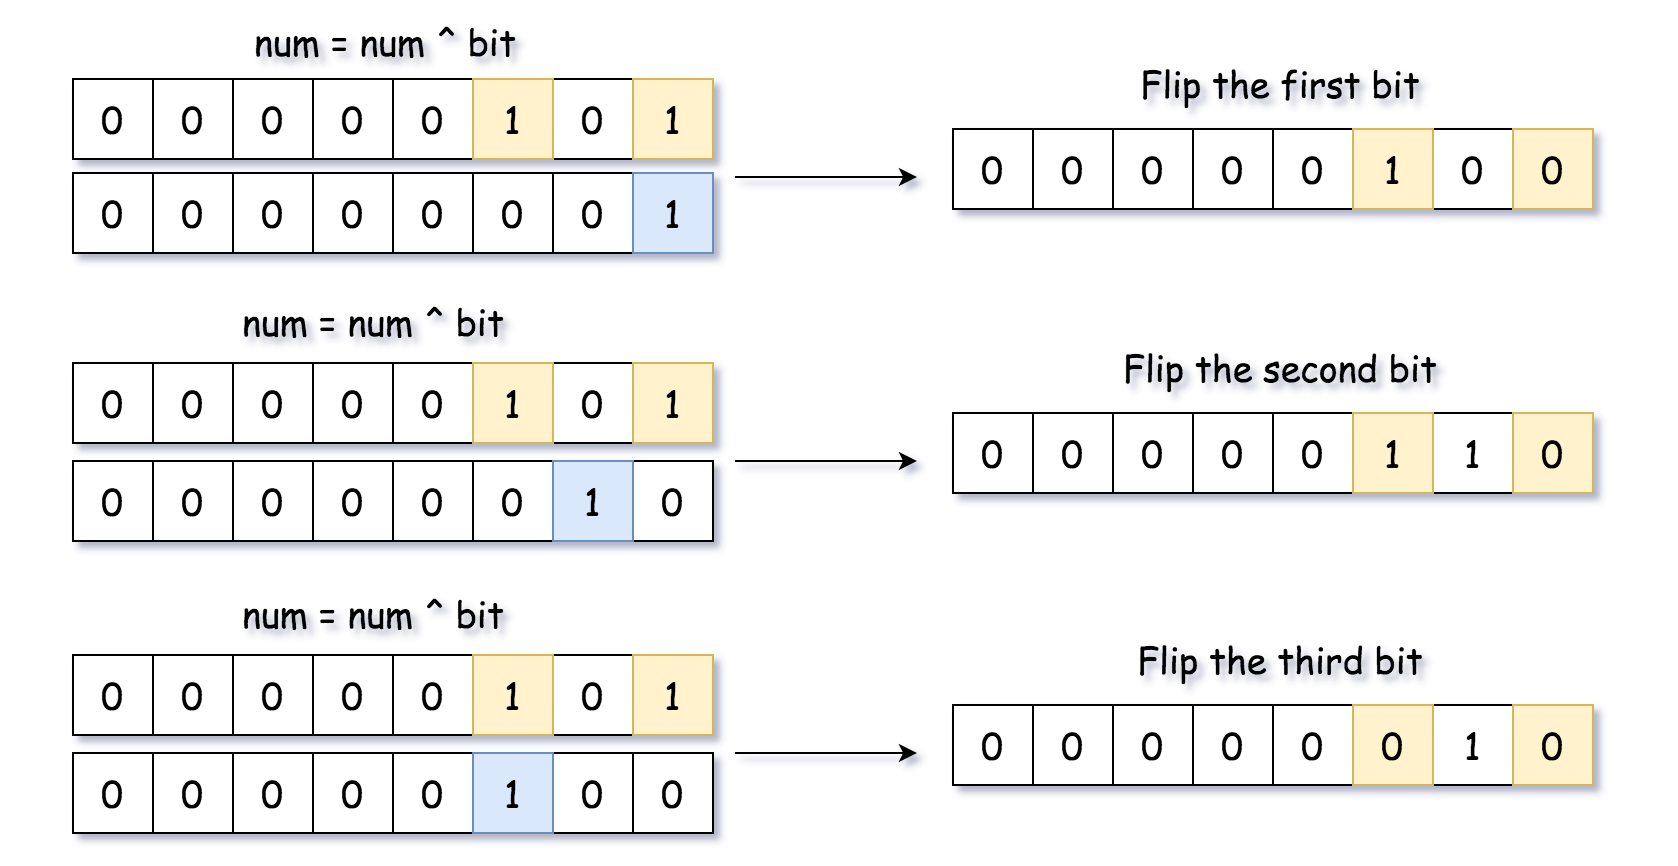 num = num ^ bit
0 0 0 0 0 1 0 1
0 0 0 0 0 0 0 1
Flip the first bit
0 0 0 0 0 1 0 0
num = num ^ bit
0 0 0 0 0 1 0 1
0 0 0 0 0 0 1 0
Flip the second bit
0 0 0 0 0 1 1 0
num = num ^ bit
0 0 0 0 0 1 0 1
0 0 0 0 0 1 0 0
Flip the third bit
0 0 0 0 0 0 1 0